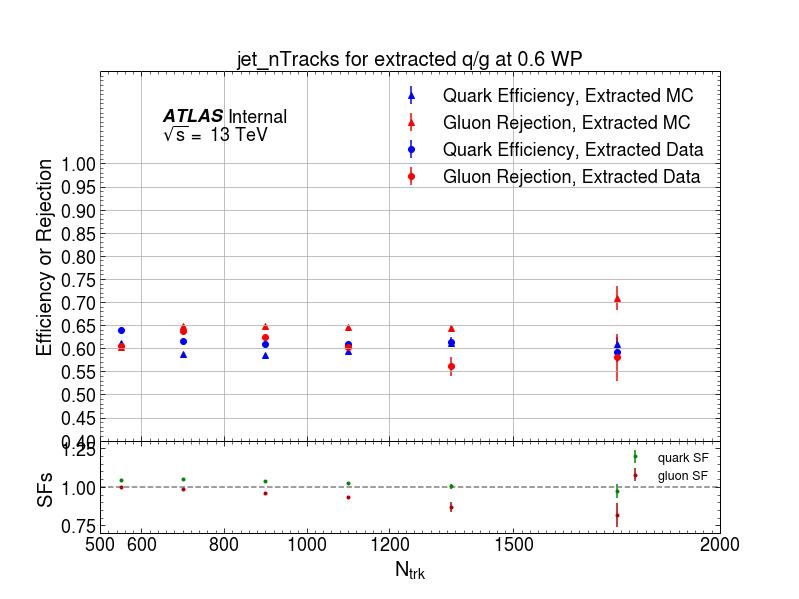 jet_nTracks for extracted q/g at 0.6 WP
ATLAS Internal
√s = 13 TeV
Quark Efficiency, Extracted MC
Gluon Rejection, Extracted MC
Quark Efficiency, Extracted Data
Gluon Rejection, Extracted Data
Efficiency or Rejection
1.00
0.95
0.90
0.85
0.80
0.75
0.70
0.65
0.60
0.55
0.50
0.45
0.40
1.25
1.00
0.75
SFs
quark SF
gluon SF
500 600 800 1000 1200 1500 2000
Ntrk